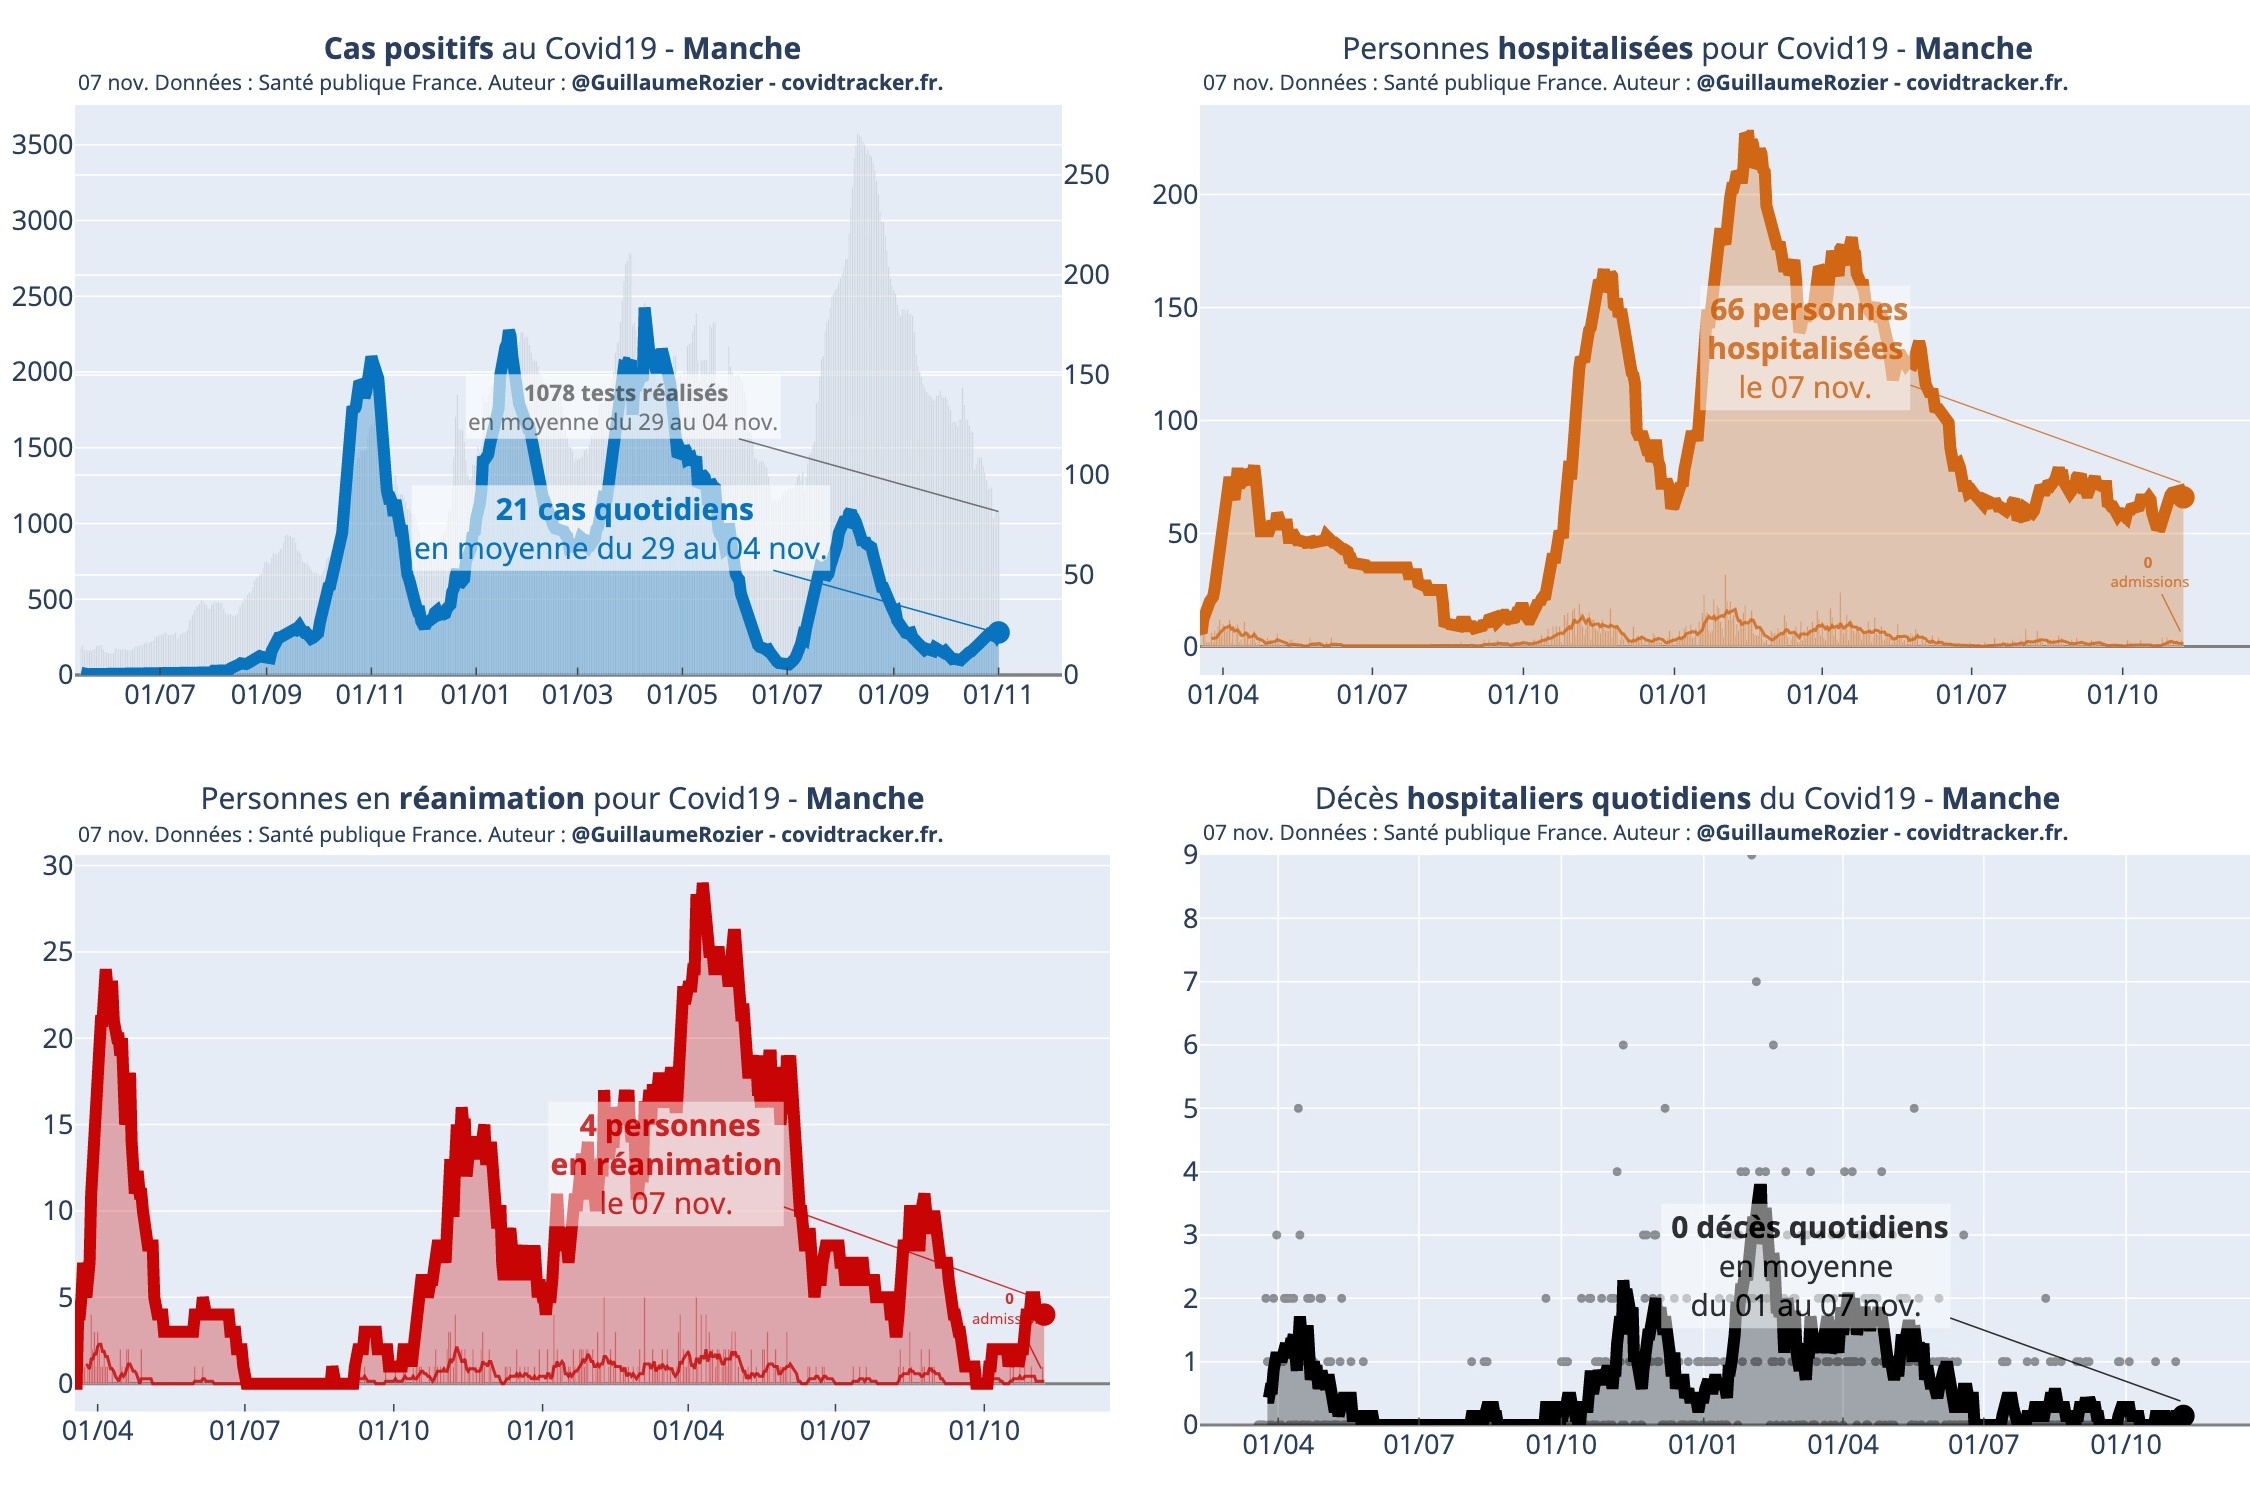 Cas positifs au Covid19 - Manche
07 nov. Données : Santé publique France. Auteur : @GuillaumeRozier - covidtracker.fr.
3500
3000
2500
2000
1500
1000
500
0
250
200
150
100
50
0
1078 tests réalisés
en moyenne du 29 au 04 nov.
21 cas quotidiens
en moyenne du 29 au 04 nov.
01/07 01/09 01/11 01/01 01/03 01/05 01/07 01/09 01/11
Personnes hospitalisées pour Covid19 - Manche
07 nov. Données : Santé publique France. Auteur : @GuillaumeRozier - covidtracker.fr.
200
150
100
50
0
66 personnes
hospitalisées
le 07 nov.
0
admissions
01/04 01/07 01/10 01/01 01/04 01/07 01/10
Personnes en réanimation pour Covid19 - Manche
07 nov. Données : Santé publique France. Auteur : @GuillaumeRozier - covidtracker.fr.
30
25
20
15
10
5
0
4 personnes
en réanimation
le 07 nov.
0
admiss
01/04 01/07 01/10 01/01 01/04 01/07 01/10
Décès hospitaliers quotidiens du Covid19 - Manche
07 nov. Données : Santé publique France. Auteur : @GuillaumeRozier - covidtracker.fr.
9
8
7
6
5
4
3
2
1
0
0 décès quotidiens
en moyenne
du 01 au 07 nov.
01/04 01/07 01/10 01/01 01/04 01/07 01/10